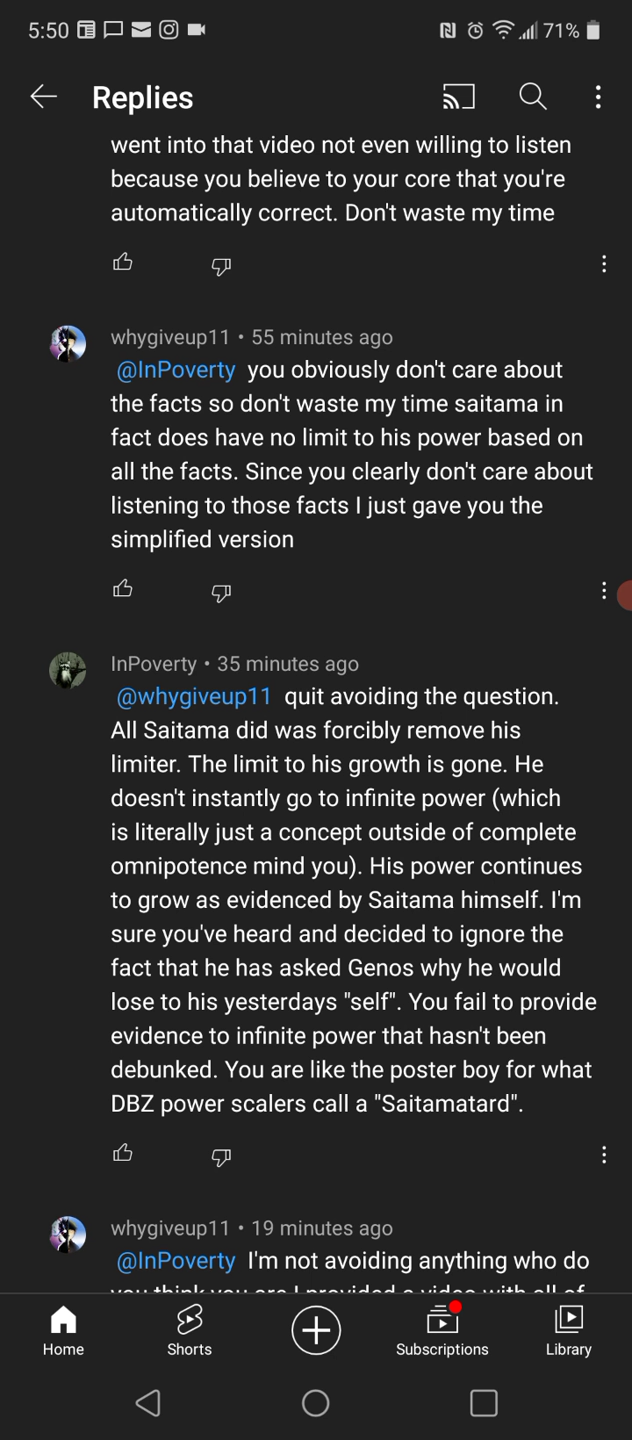 5:50 71%
Replies
went into that video not even willing to listen
because you believe to your core that you're
automatically correct. Don't waste my time
whygiveup11 • 55 minutes ago
@InPoverty you obviously don't care about
the facts so don't waste my time saitama in
fact does have no limit to his power based on
all the facts. Since you clearly don't care about
listening to those facts I just gave you the
simplified version
InPoverty • 35 minutes ago
@whygiveup11 quit avoiding the question.
All Saitama did was forcibly remove his
limiter. The limit to his growth is gone. He
doesn't instantly go to infinite power (which
is literally just a concept outside of complete
omnipotence mind you). His power continues
to grow as evidenced by Saitama himself. I'm
sure you've heard and decided to ignore the
fact that he has asked Genos why he would
lose to his yesterdays "self". You fail to provide
evidence to infinite power that hasn't been
debunked. You are like the poster boy for what
DBZ power scalers call a "Saitamatard".
whygiveup11 • 19 minutes ago
@InPoverty I'm not avoiding anything who do
you think you are I provided a video with all of
Home Shorts Subscriptions Library